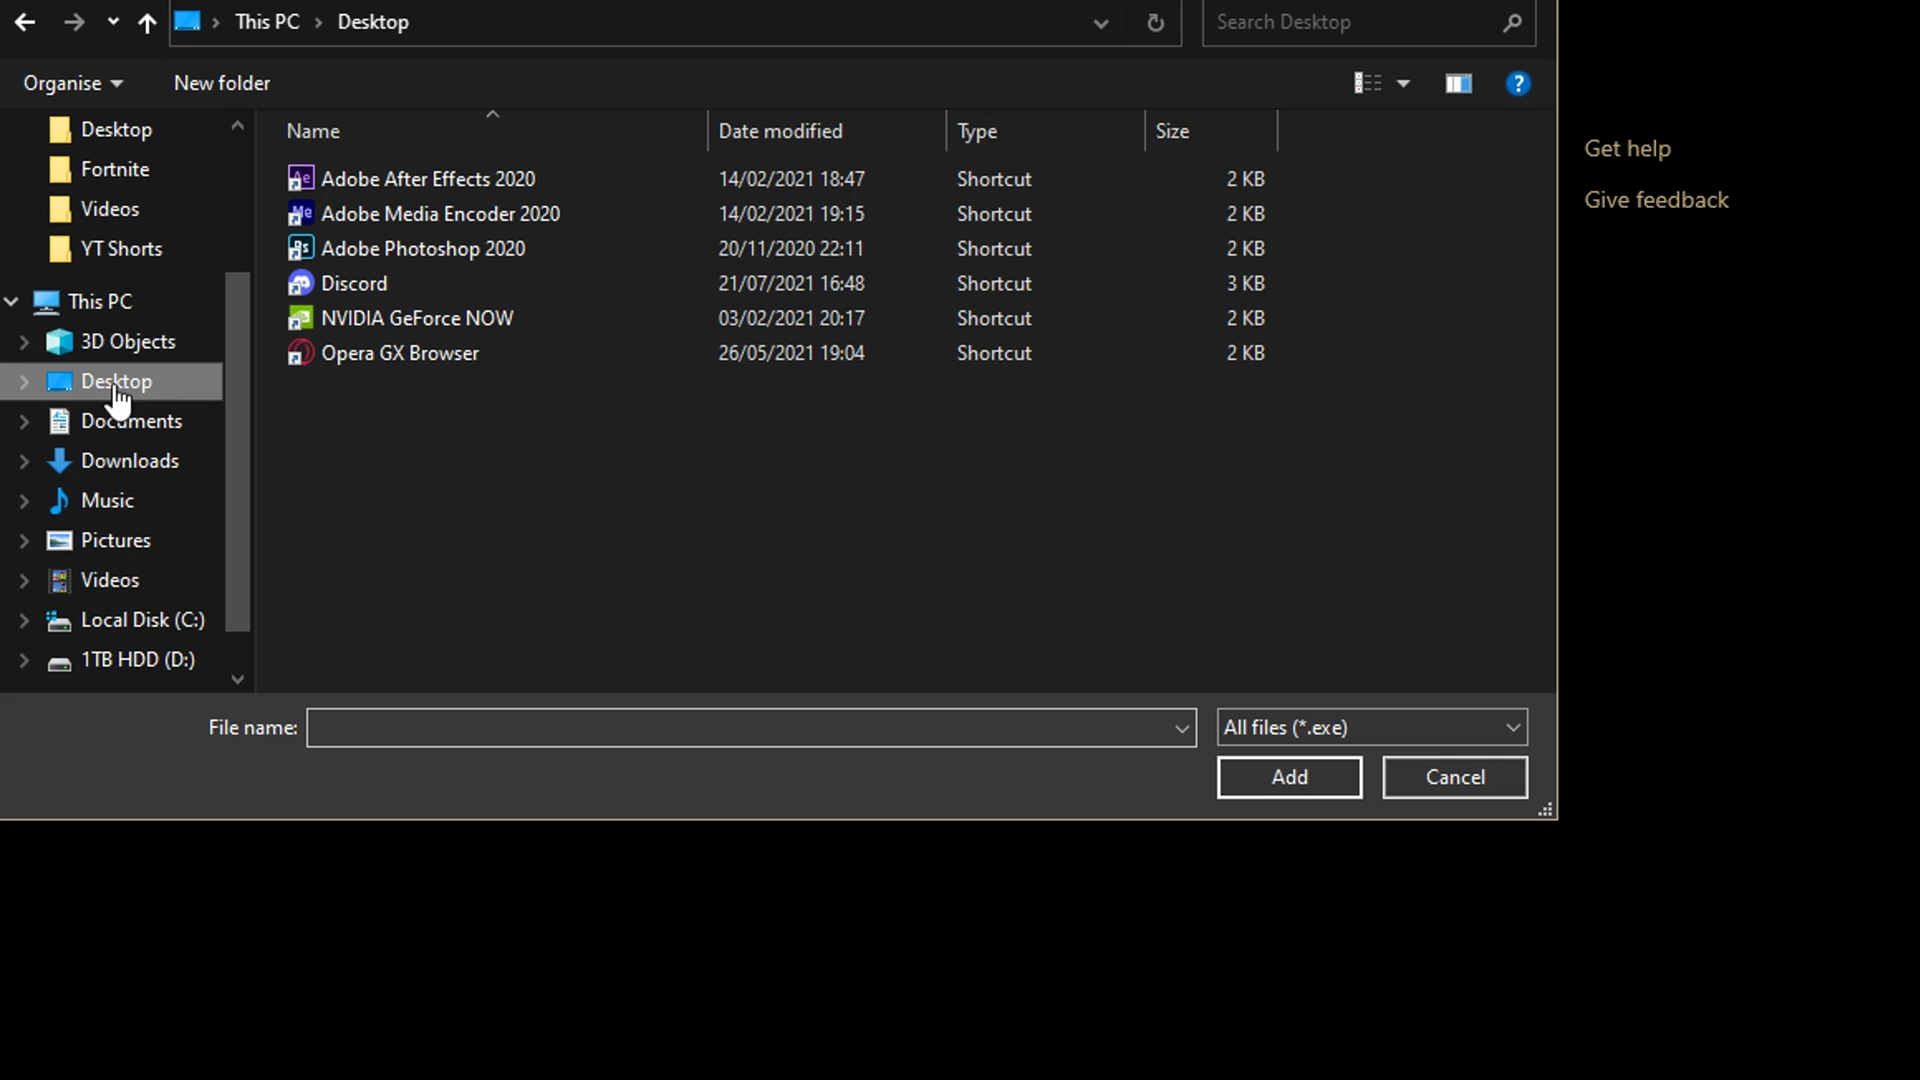 This PC > Desktop
Search Desktop
Organise
New folder
?
Get help
Give feedback
Desktop
Fortnite
Videos
YT Shorts
This PC
3D Objects
Desktop
Documents
Downloads
Music
Pictures
Videos
Local Disk (C:)
1TB HDD (D:)
Name Date modified Type Size
Ae Adobe After Effects 2020 14/02/2021 18:47 Shortcut 2 KB
Me Adobe Media Encoder 2020 14/02/2021 19:15 Shortcut 2 KB
Ps Adobe Photoshop 2020 20/11/2020 22:11 Shortcut 2 KB
Discord 21/07/2021 16:48 Shortcut 3 KB
NVIDIA GeForce NOW 03/02/2021 20:17 Shortcut 2 KB
Opera GX Browser 26/05/2021 19:04 Shortcut 2 KB
File name:
All files (*.exe)
Add
Cancel